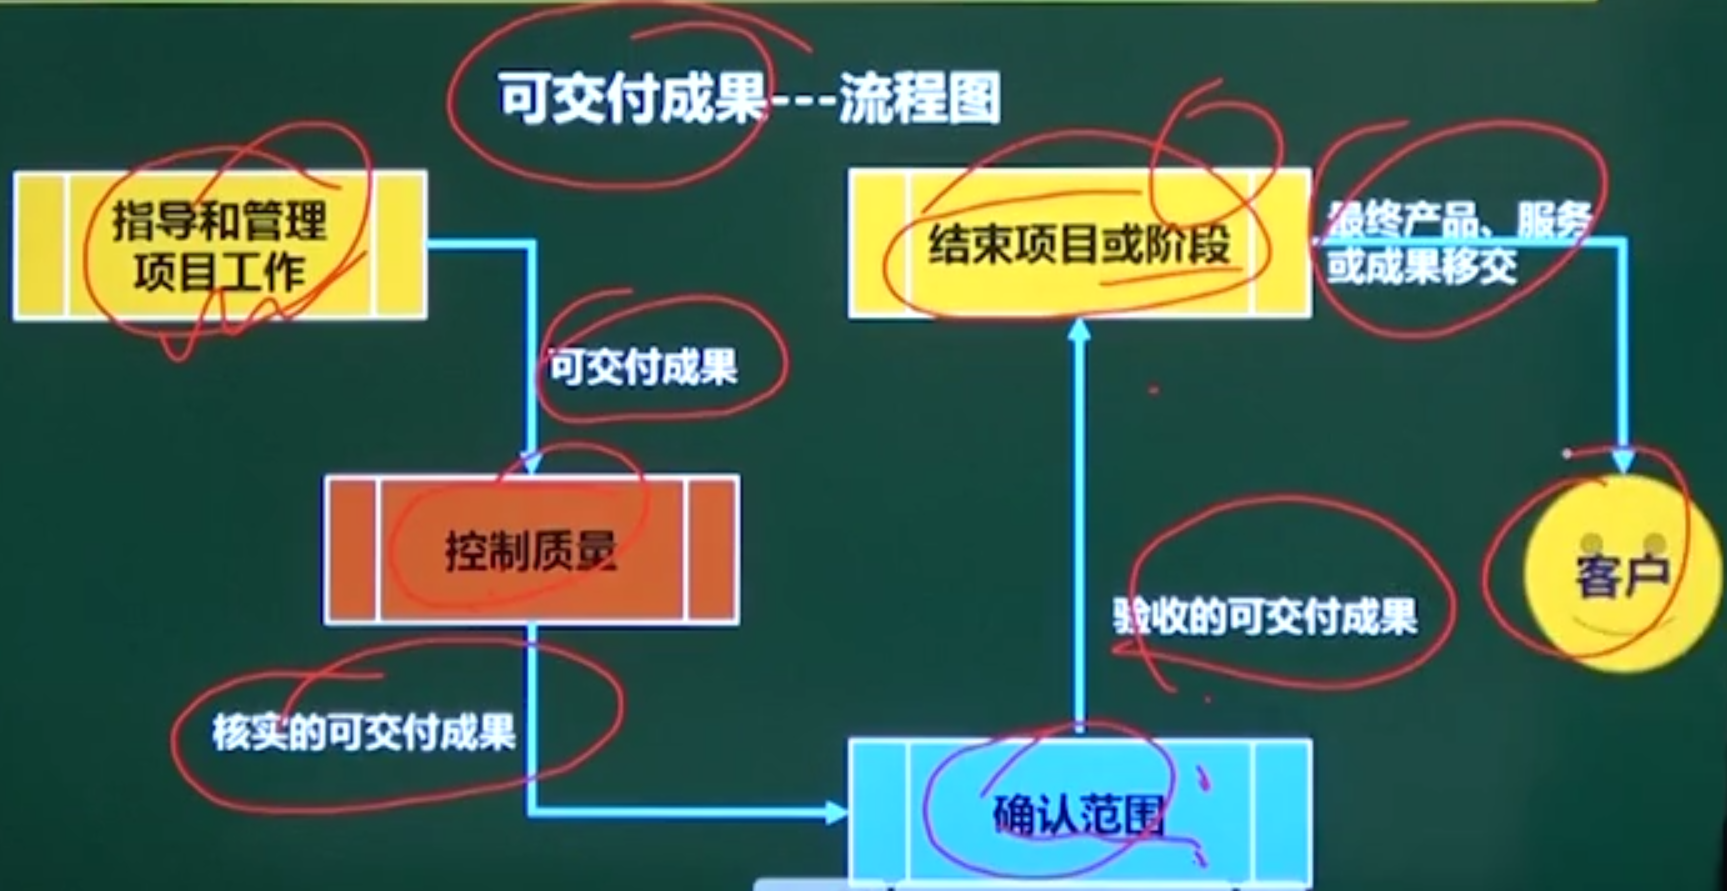 可交付成果---流程图
指导和管理
项目工作
结束项目或阶段
最终产品、服务
或成果移交
可交付成果
控制质量
验收的可交付成果
客户
核实的可交付成果
确认范围